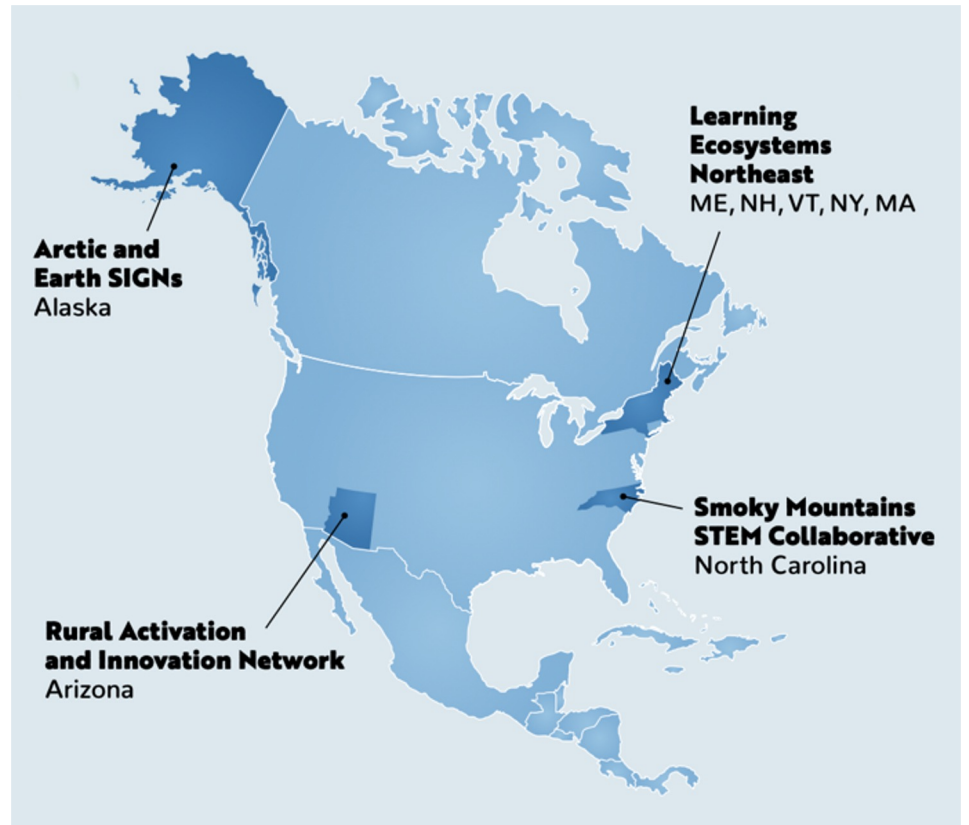 Learning
Ecosystems
Northeast
ME, NH, VT, NY, MA
Arctic and
Earth SIGNs
Alaska
Smoky Mountains
STEM Collaborative
North Carolina
Rural Activation
and Innovation Network
Arizona